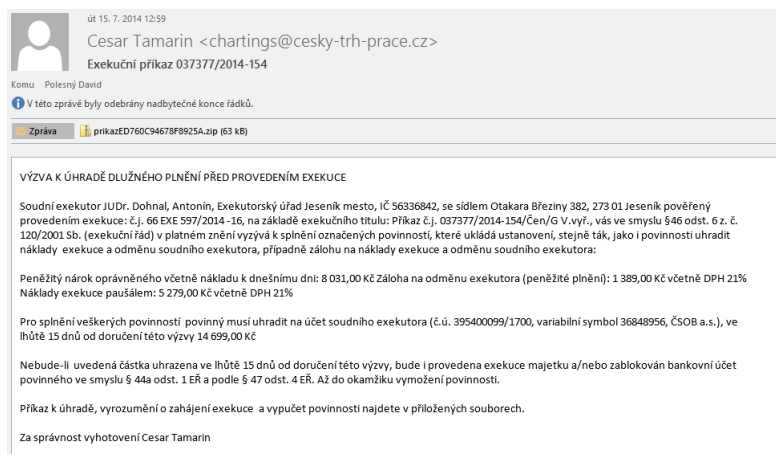 út 15. 7. 2014 12:59
Cesar Tamarin <chartings@cesky-trh-prace.cz>
Exekuční příkaz 037377/2014-154
Komu Polesný David
V této zprávě byly odebrány nadbytečné konce řádků.
Zpráva prikazED760C94678F8925A.zip (63 kB)
VÝZVA K ÚHRADĚ DLUŽNÉHO PLNĚNÍ PŘED PROVEDENÍM EXEKUCE
Soudní exekutor JUDr. Dohnal, Antonín, Exekutorský úřad Jeseník mesto, IČ 56336842, se sídlem Otakara Březiny 382, 273 01 Jeseník pověřený
provedením exekuce: č.j. 66 EXE 597/2014 -16, na základě exekučního titulu: Příkaz č.j. 037377/2014-154/Čen/G V.vyř., vás ve smyslu §46 odst. 6 z. č.
120/2001 Sb. (exekuční řád) v platném znění vyzývá k splnění označených povinností, které ukládá ustanovení, stejně ták, jako i povinnosti uhradit
náklady exekuce a odměnu soudního exekutora, případně zálohu na náklady exekuce a odměnu soudního exekutora:
Peněžitý nárok oprávněného včetně nákladu k dnešnímu dni: 8 031,00 Kč Záloha na odměnu exekutora (peněžité plnění): 1 389,00 Kč včetně DPH 21%
Náklady exekuce paušálem: 5 279,00 Kč včetně DPH 21%
Pro splnění veškerých povinností povinný musí uhradit na účet soudního exekutora (č.ú. 395400099/1700, variabilní symbol 36848956, ČSOB a.s.), ve
lhůtě 15 dnů od doručení této výzvy 14 699,00 Kč
Nebude-li uvedená částka uhrazena ve lhůtě 15 dnů od doručení této výzvy, bude i provedena exekuce majetku a/nebo zablokován bankovní účet
povinného ve smyslu § 44a odst. 1 EŘ a podle § 47 odst. 4 EŘ. Až do okamžiku vymožení povinnosti.
Příkaz k úhradě, vyrozumění o zahájení exekuce a vypučet povinnosti najdete v přiložených souborech.
Za správnost vyhotovení Cesar Tamarin